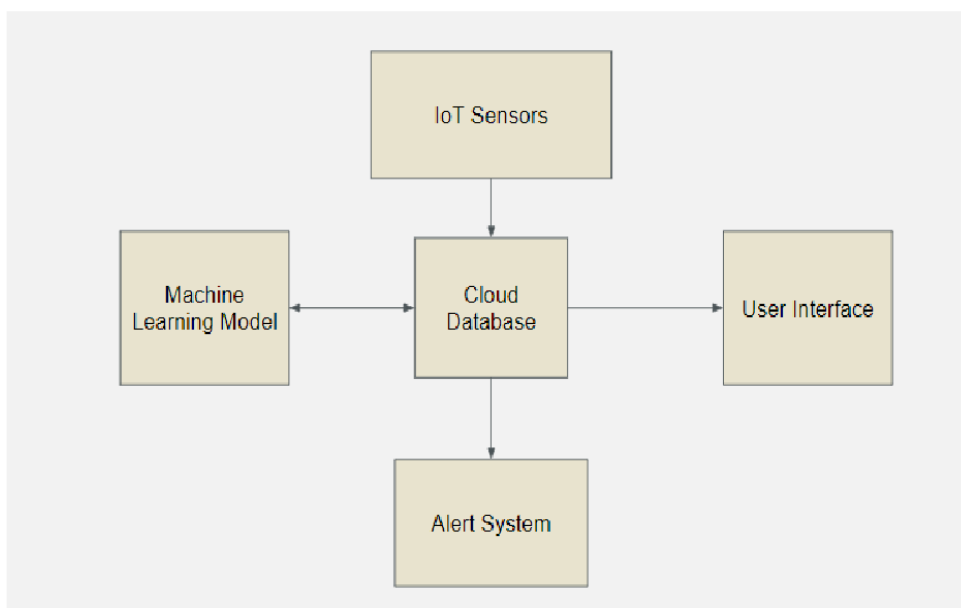 IoT Sensors
Machine
Learning Model
Cloud
Database
User Interface
Alert System